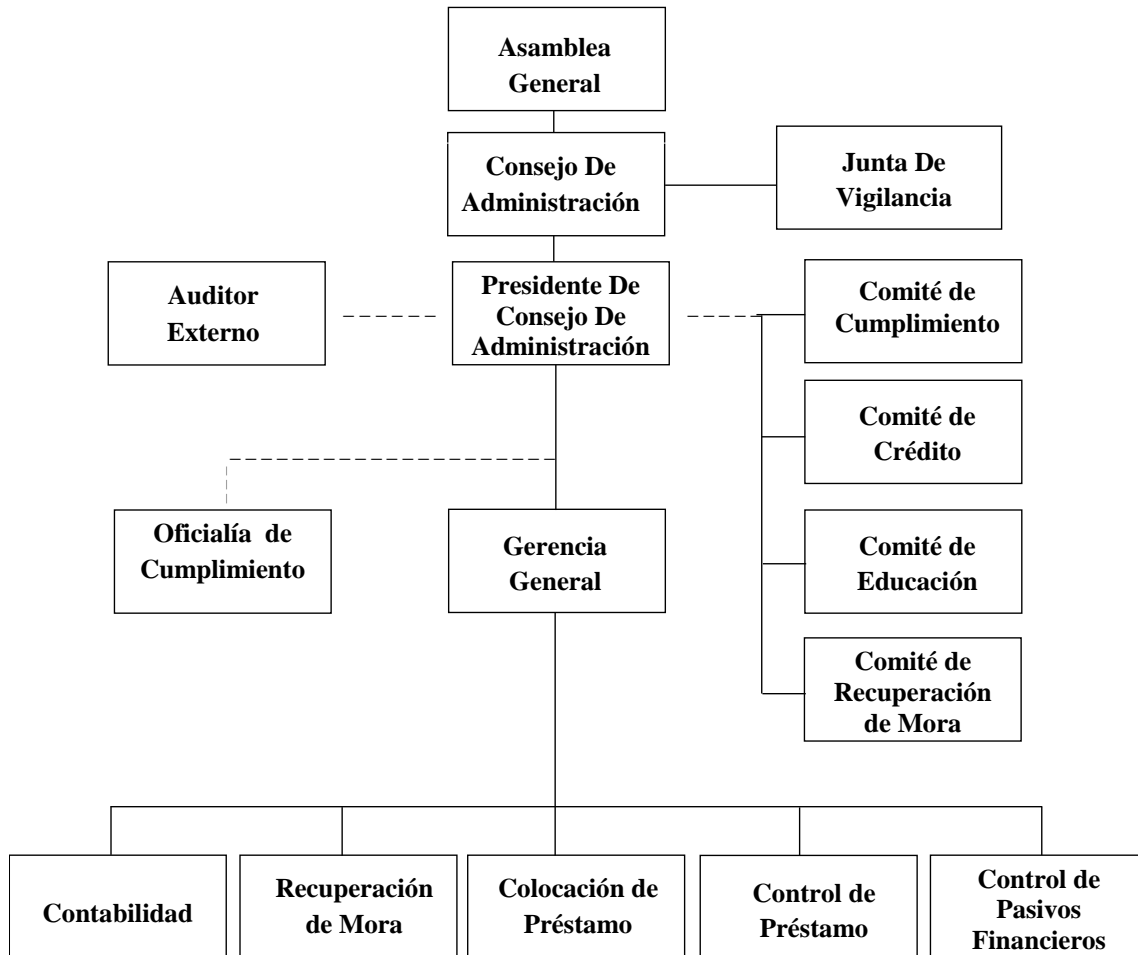 Asamblea
General
Consejo De
Administración
Junta De
Vigilancia
Auditor
Externo
Presidente De
Consejo De
Administración
Comité de
Cumplimiento
Comité de
Crédito
Oficialía de
Cumplimiento
Gerencia
General
Comité de
Educación
Comité de
Recuperación
de Mora
Contabilidad
Recuperación
de Mora
Colocación de
Préstamo
Control de
Préstamo
Control de
Pasivos
Financieros